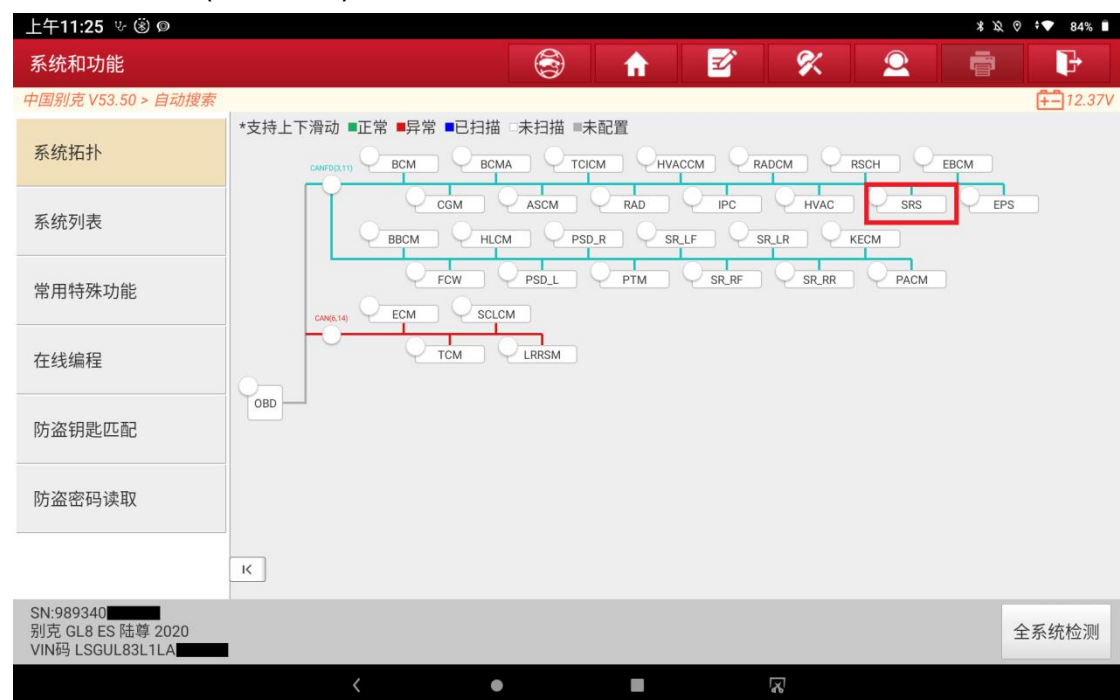 上午11:25
84%
系统和功能
中国别克 V53.50 > 自动搜索
12.37V
*支持上下滑动 ■正常 ■异常 ■已扫描 □未扫描 ■未配置
系统拓扑
系统列表
常用特殊功能
在线编程
防盗钥匙匹配
防盗密码读取
CANFD(3,11)
BCM BCMA TCICM HVACCM RADCM RSCH EBCM
CGM ASCM RAD IPC HVAC SRS EPS
BBCM HLCM PSD_R SR_LF SR_LR KECM
FCW PSD_L PTM SR_RF SR_RR PACM
CAN(6,14)
ECM SCLCM
TCM LRRSM
OBD
SN:989340
别克 GL8 ES 陆尊 2020
VIN码 LSGUL83L1LA
全系统检测